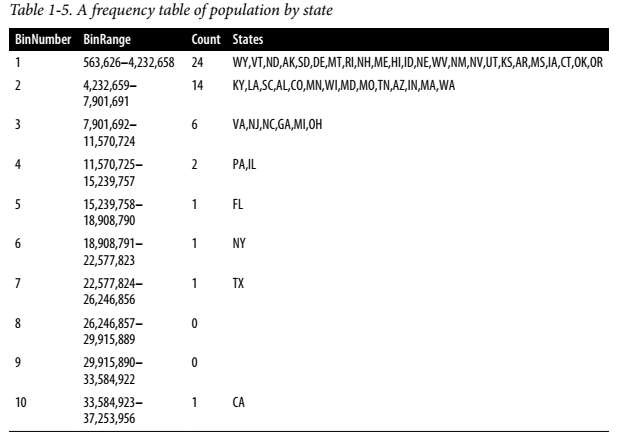 Table 1-5. A frequency table of population by state
BinNumber BinRange Count States
1 563,626–4,232,658 24 WY,VT,ND,AK,SD,DE,MT,RI,NH,ME,HI,ID,NE,WV,NM,NV,UT,KS,AR,MS,IA,CT,OK,OR
2 4,232,659– 14 KY,LA,SC,AL,CO,MN,WI,MD,MO,TN,AZ,IN,MA,WA
7,901,691
3 7,901,692– 6 VA,NJ,NC,GA,MI,OH
11,570,724
4 11,570,725– 2 PA,IL
15,239,757
5 15,239,758– 1 FL
18,908,790
6 18,908,791– 1 NY
22,577,823
7 22,577,824– 1 TX
26,246,856
8 26,246,857– 0
29,915,889
9 29,915,890– 0
33,584,922
10 33,584,923– 1 CA
37,253,956